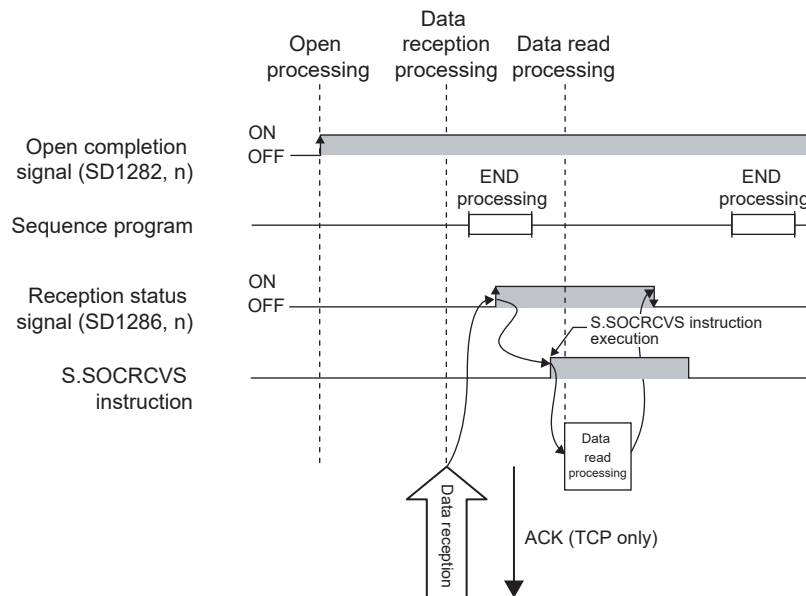 Open
processing
Data
reception
processing
Data read
processing
Open completion
signal (SD1282, n)
ON
OFF
END
processing
END
processing
Sequence program
Reception status
signal (SD1286, n)
ON
OFF
S.SOCRCVS instruction
execution
S.SOCRCVS
instruction
Data
read
processing
Data reception
ACK (TCP only)